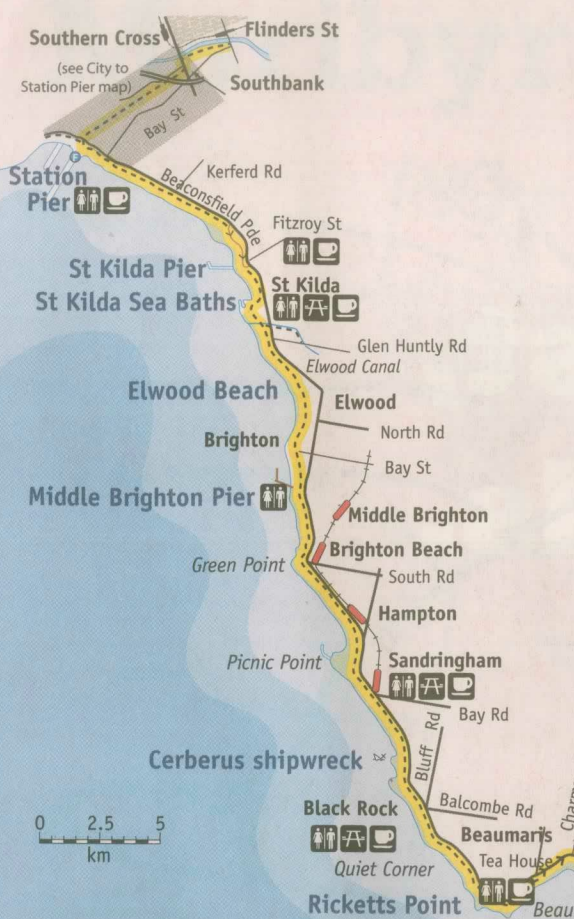 Flinders St
Southern Cross
(see City to
Station Pier map)
Southbank
Bay St
Kerferd Rd
Station
Pier
Beaconsfield Pde
Fitzroy St
St Kilda Pier
St Kilda
St Kilda Sea Baths
Glen Huntly Rd
Elwood Canal
Elwood Beach
Elwood
North Rd
Brighton
Bay St
Middle Brighton Pier
Middle Brighton
Brighton Beach
Green Point
South Rd
Hampton
Picnic Point
Sandringham
Bay Rd
Bluff Rd
Cerberus shipwreck
Balcombe Rd
Black Rock
Beaumaris
Charm
0 2.5 5
km
Tea House
Quiet Corner
Ricketts Point
Beau